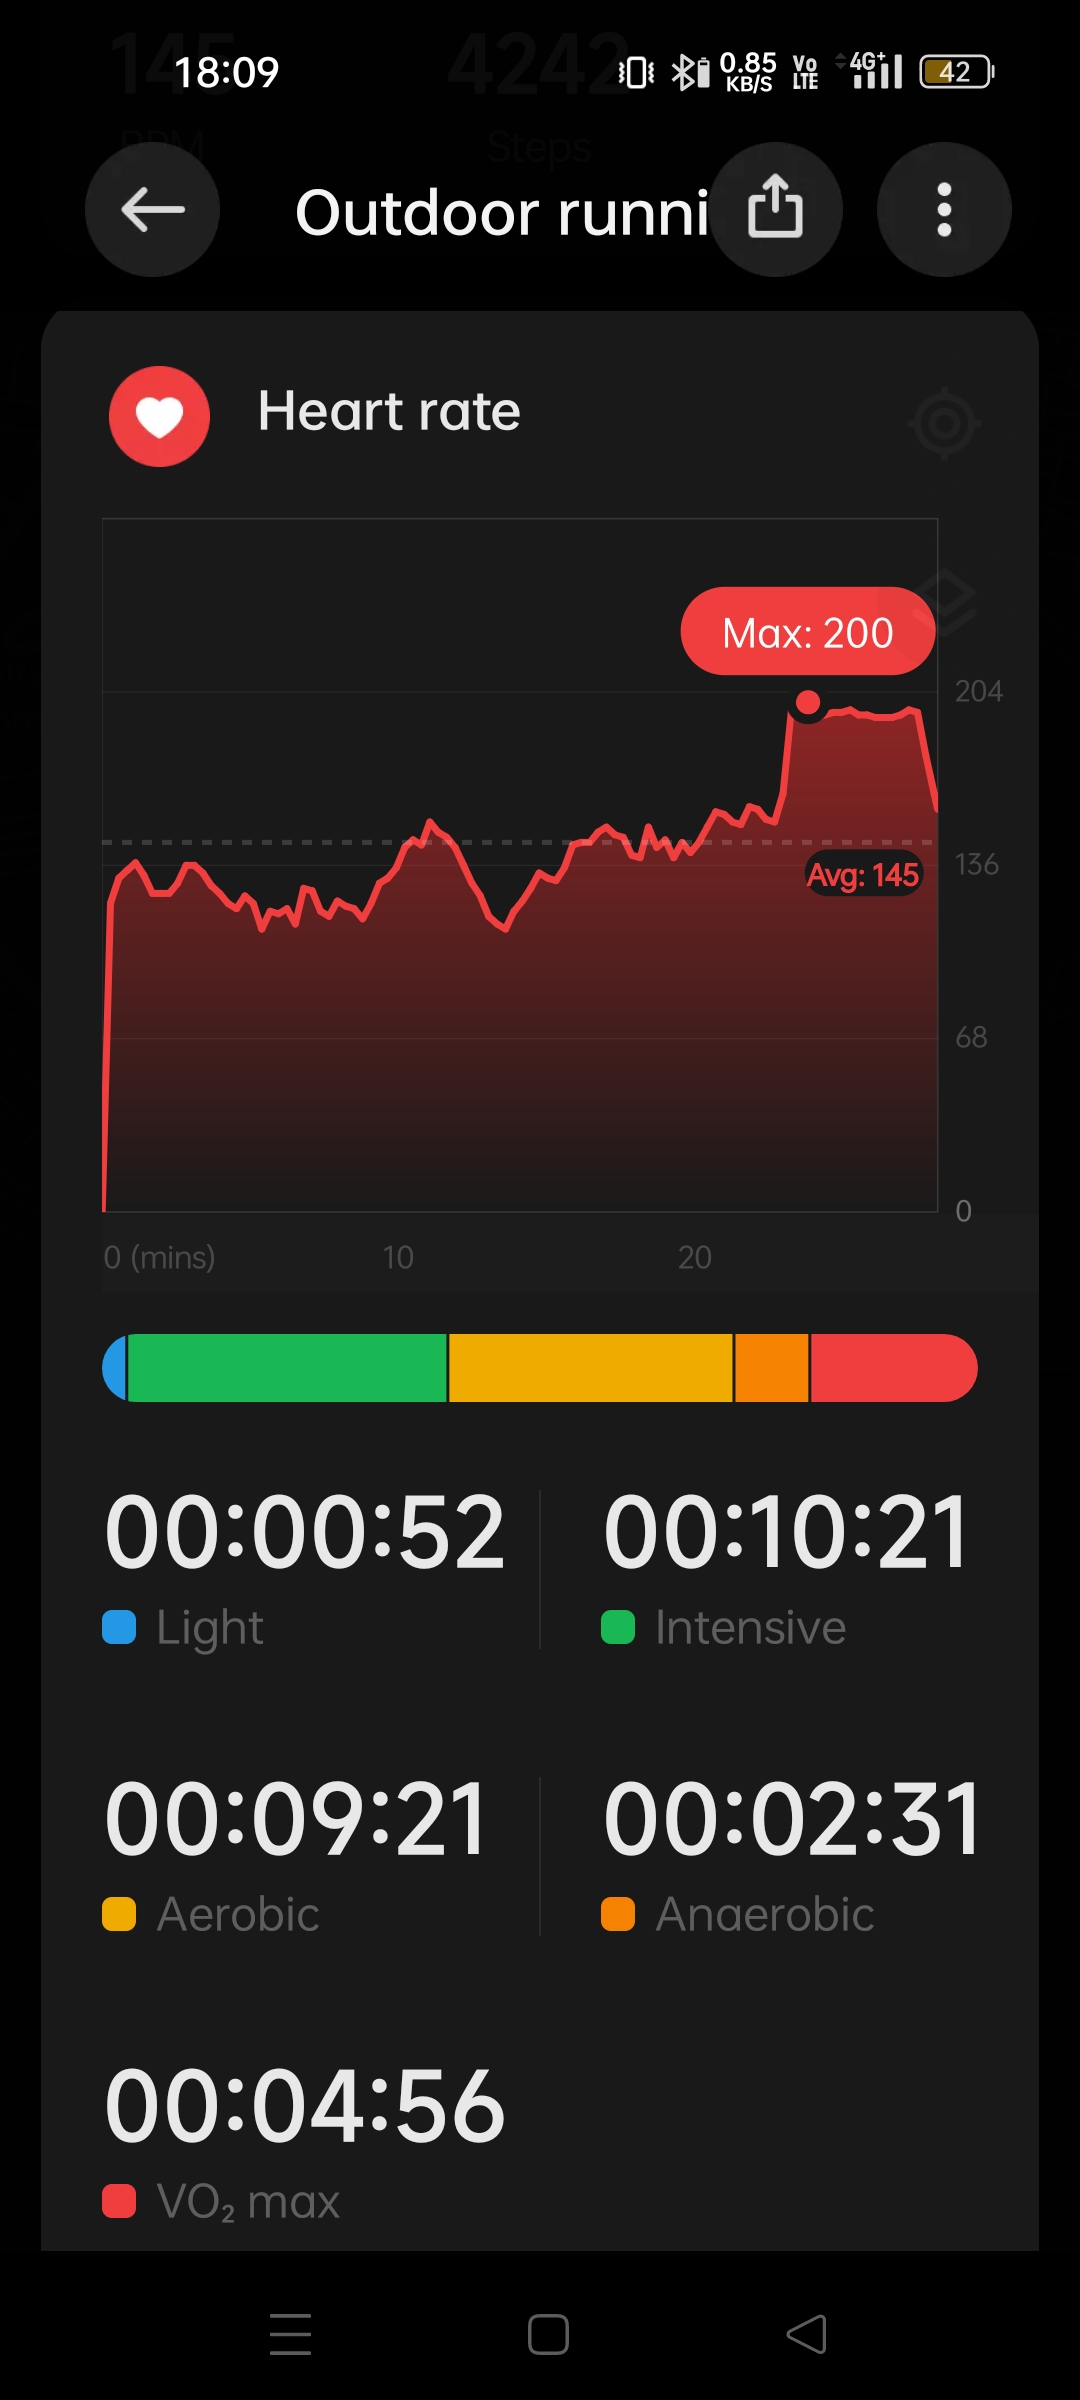 145 4242
18:09 0.85 KB/S Vo LTE 4G+ 42
BPM Steps
Outdoor runni
Heart rate
Max: 200
204
Avg: 145
136
68
0
0 (mins) 10 20
00:00:52 00:10:21
Light Intensive
00:09:21 00:02:31
Aerobic Anaerobic
00:04:56
VO₂ max